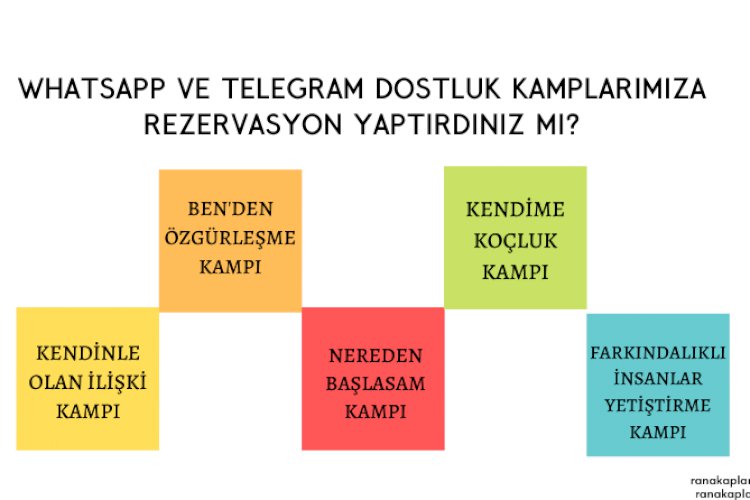 WHATSAPP VE TELEGRAM DOSTLUK KAMPLARIMIZA
REZERVASYON YAPTIRDINIZ MI?
KENDİNLE
OLAN İLİŞKİ
KAMPI
BEN'DEN
ÖZGÜRLEŞME
KAMPI
NEREDEN
BAŞLASAM
KAMPI
KENDİME
KOÇLUK
KAMPI
FARKINDALIKLI
İNSANLAR
YETİŞTİRME
KAMPI
ranakaplan
ranakapla